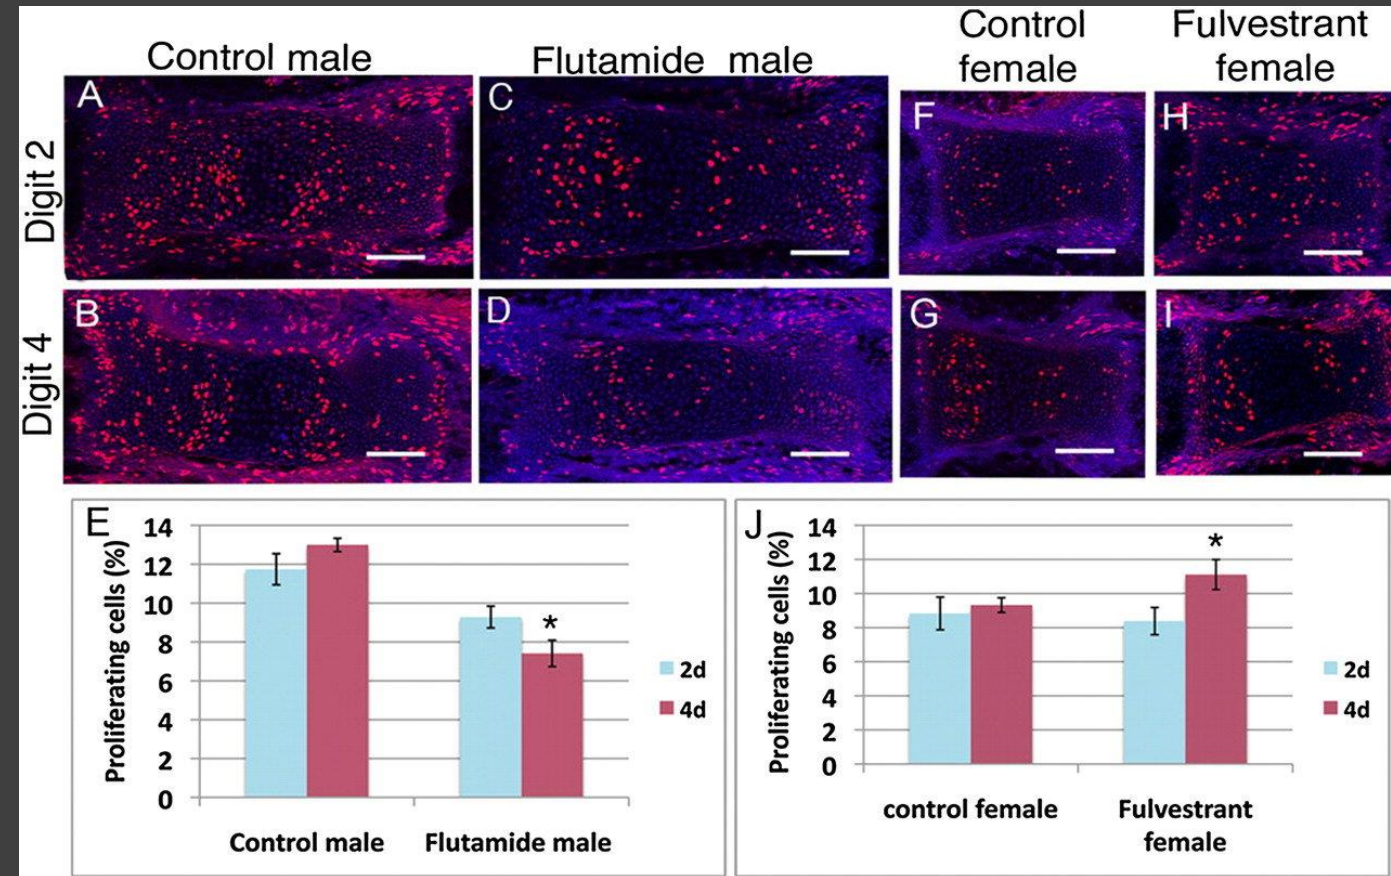 Control male
Flutamide male
Control
female
Fulvestrant
female
Digit 2
A
C
F
H
Digit 4
B
D
G
I
E
Proliferating cells (%)
14
12
10
8
6
4
2
0
*
2d
4d
Control male
Flutamide male
J
Proliferating cells (%)
14
12
10
8
6
4
2
0
*
2d
4d
control female
Fulvestrant
female